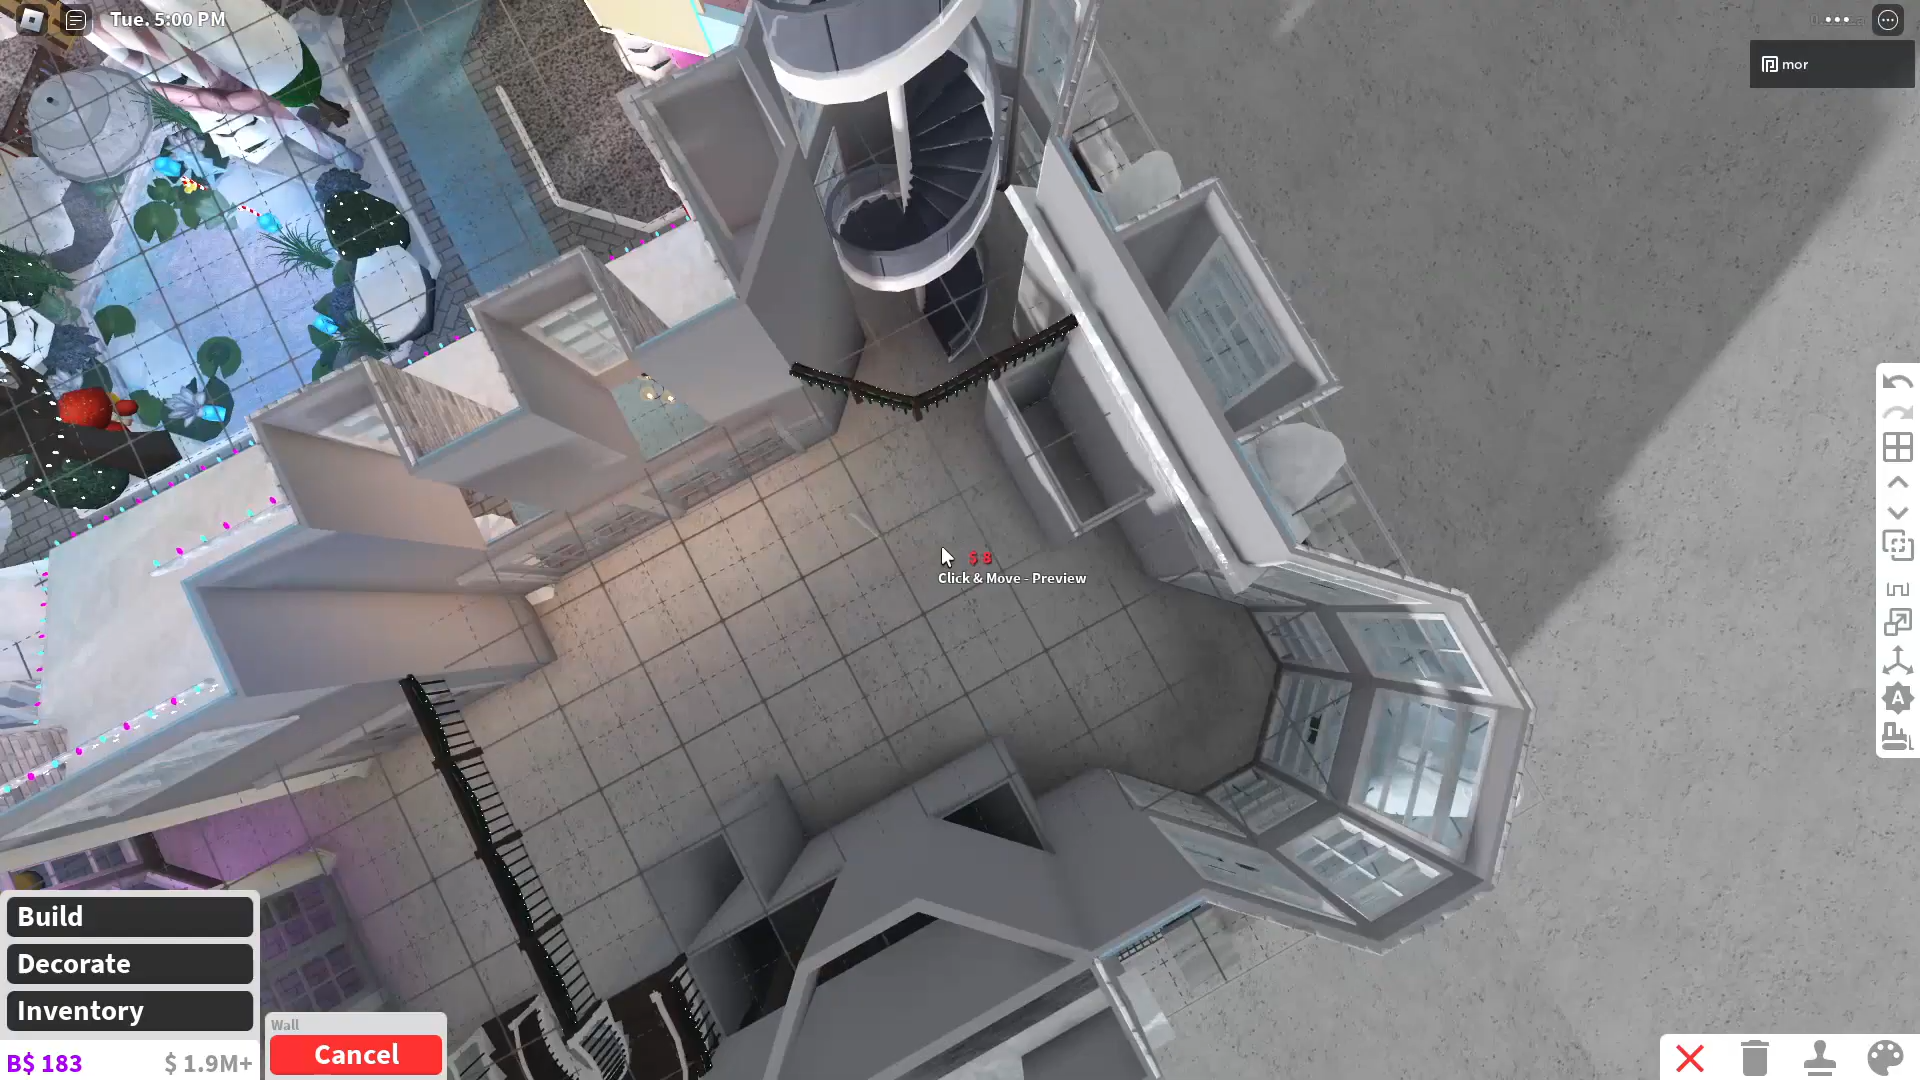 Tue. 5:00 PM
mor
$ 8
Click & Move - Preview
A
Build
Decorate
Inventory
B$ 183
$ 1.9M+
Wall
Cancel